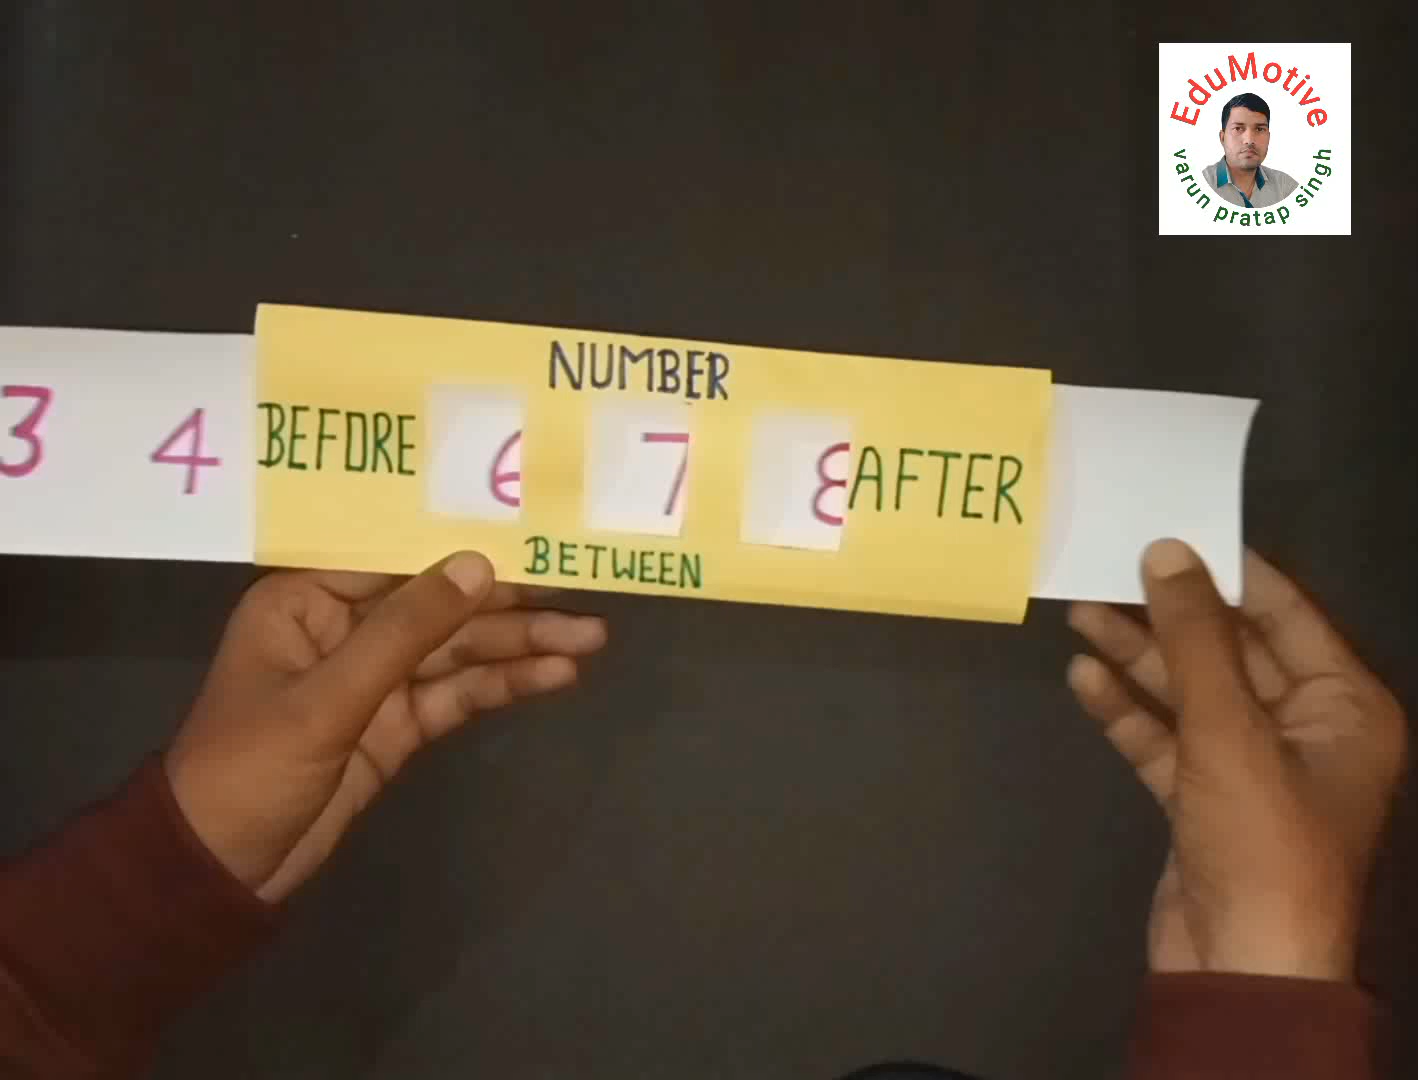 EduMotive
varun pratap singh
NUMBER
3 4 BEFORE 6 7 8 AFTER
BETWEEN